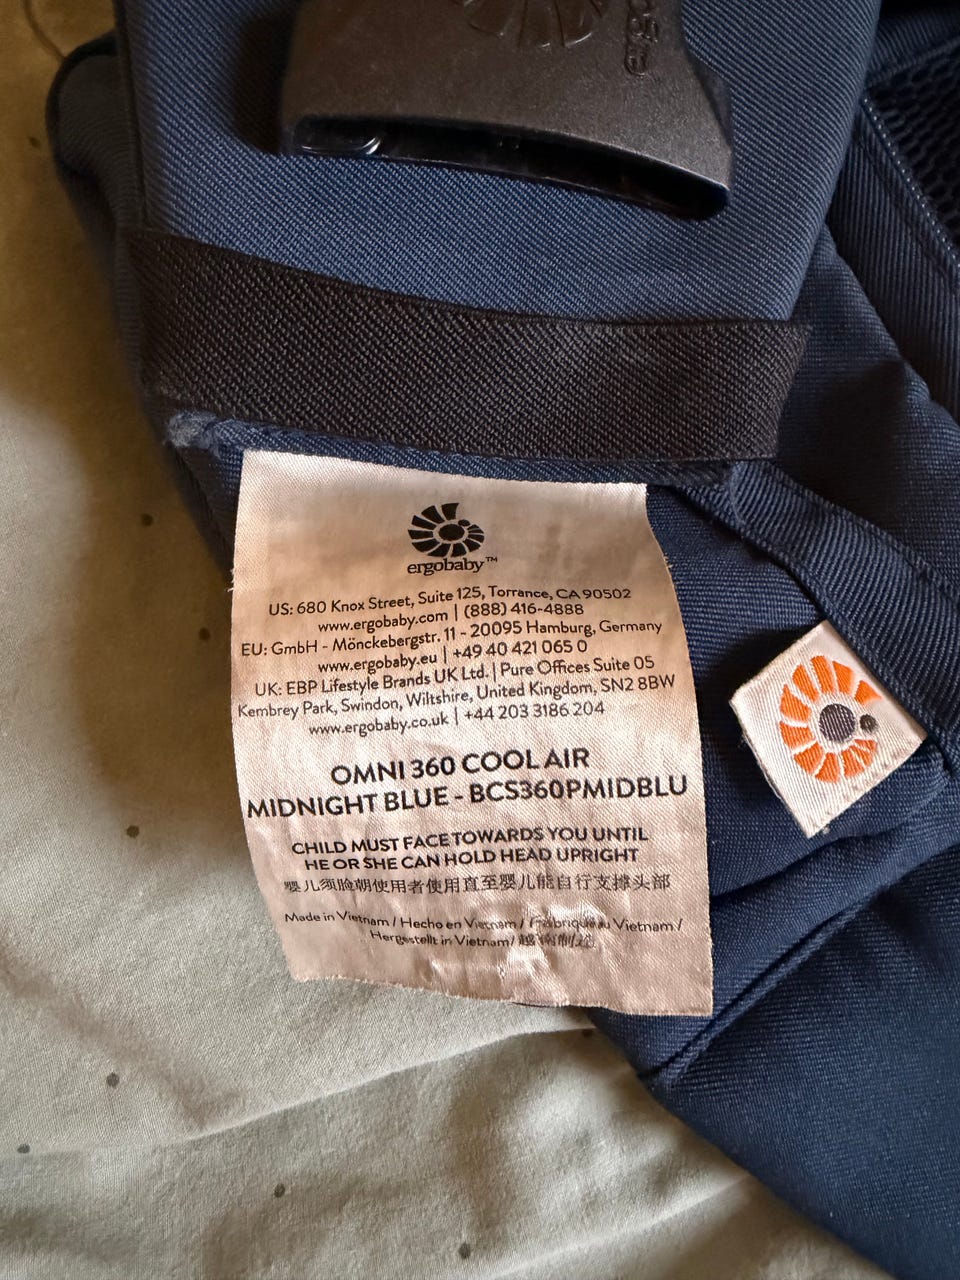 ergobaby
ergobaby™
US: 680 Knox Street, Suite 125, Torrance, CA 90502
www.ergobaby.com | (888) 416-4888
EU: GmbH - Mönckebergstr. 11 - 20095 Hamburg, Germany
www.ergobaby.eu | +49 40 421 065 0
UK: EBP Lifestyle Brands UK Ltd. | Pure Offices Suite 05
Kembrey Park, Swindon, Wiltshire, United Kingdom, SN2 8BW
www.ergobaby.co.uk | +44 203 3186 204
OMNI 360 COOL AIR
MIDNIGHT BLUE - BCS360PMIDBLU
CHILD MUST FACE TOWARDS YOU UNTIL
HE OR SHE CAN HOLD HEAD UPRIGHT
婴儿须脸朝使用者使用直至婴儿能自行支撑头部
Made in Vietnam / Hecho en Vietnam / Fabriqué au Vietnam /
Hergestellt in Vietnam/ 越南制造